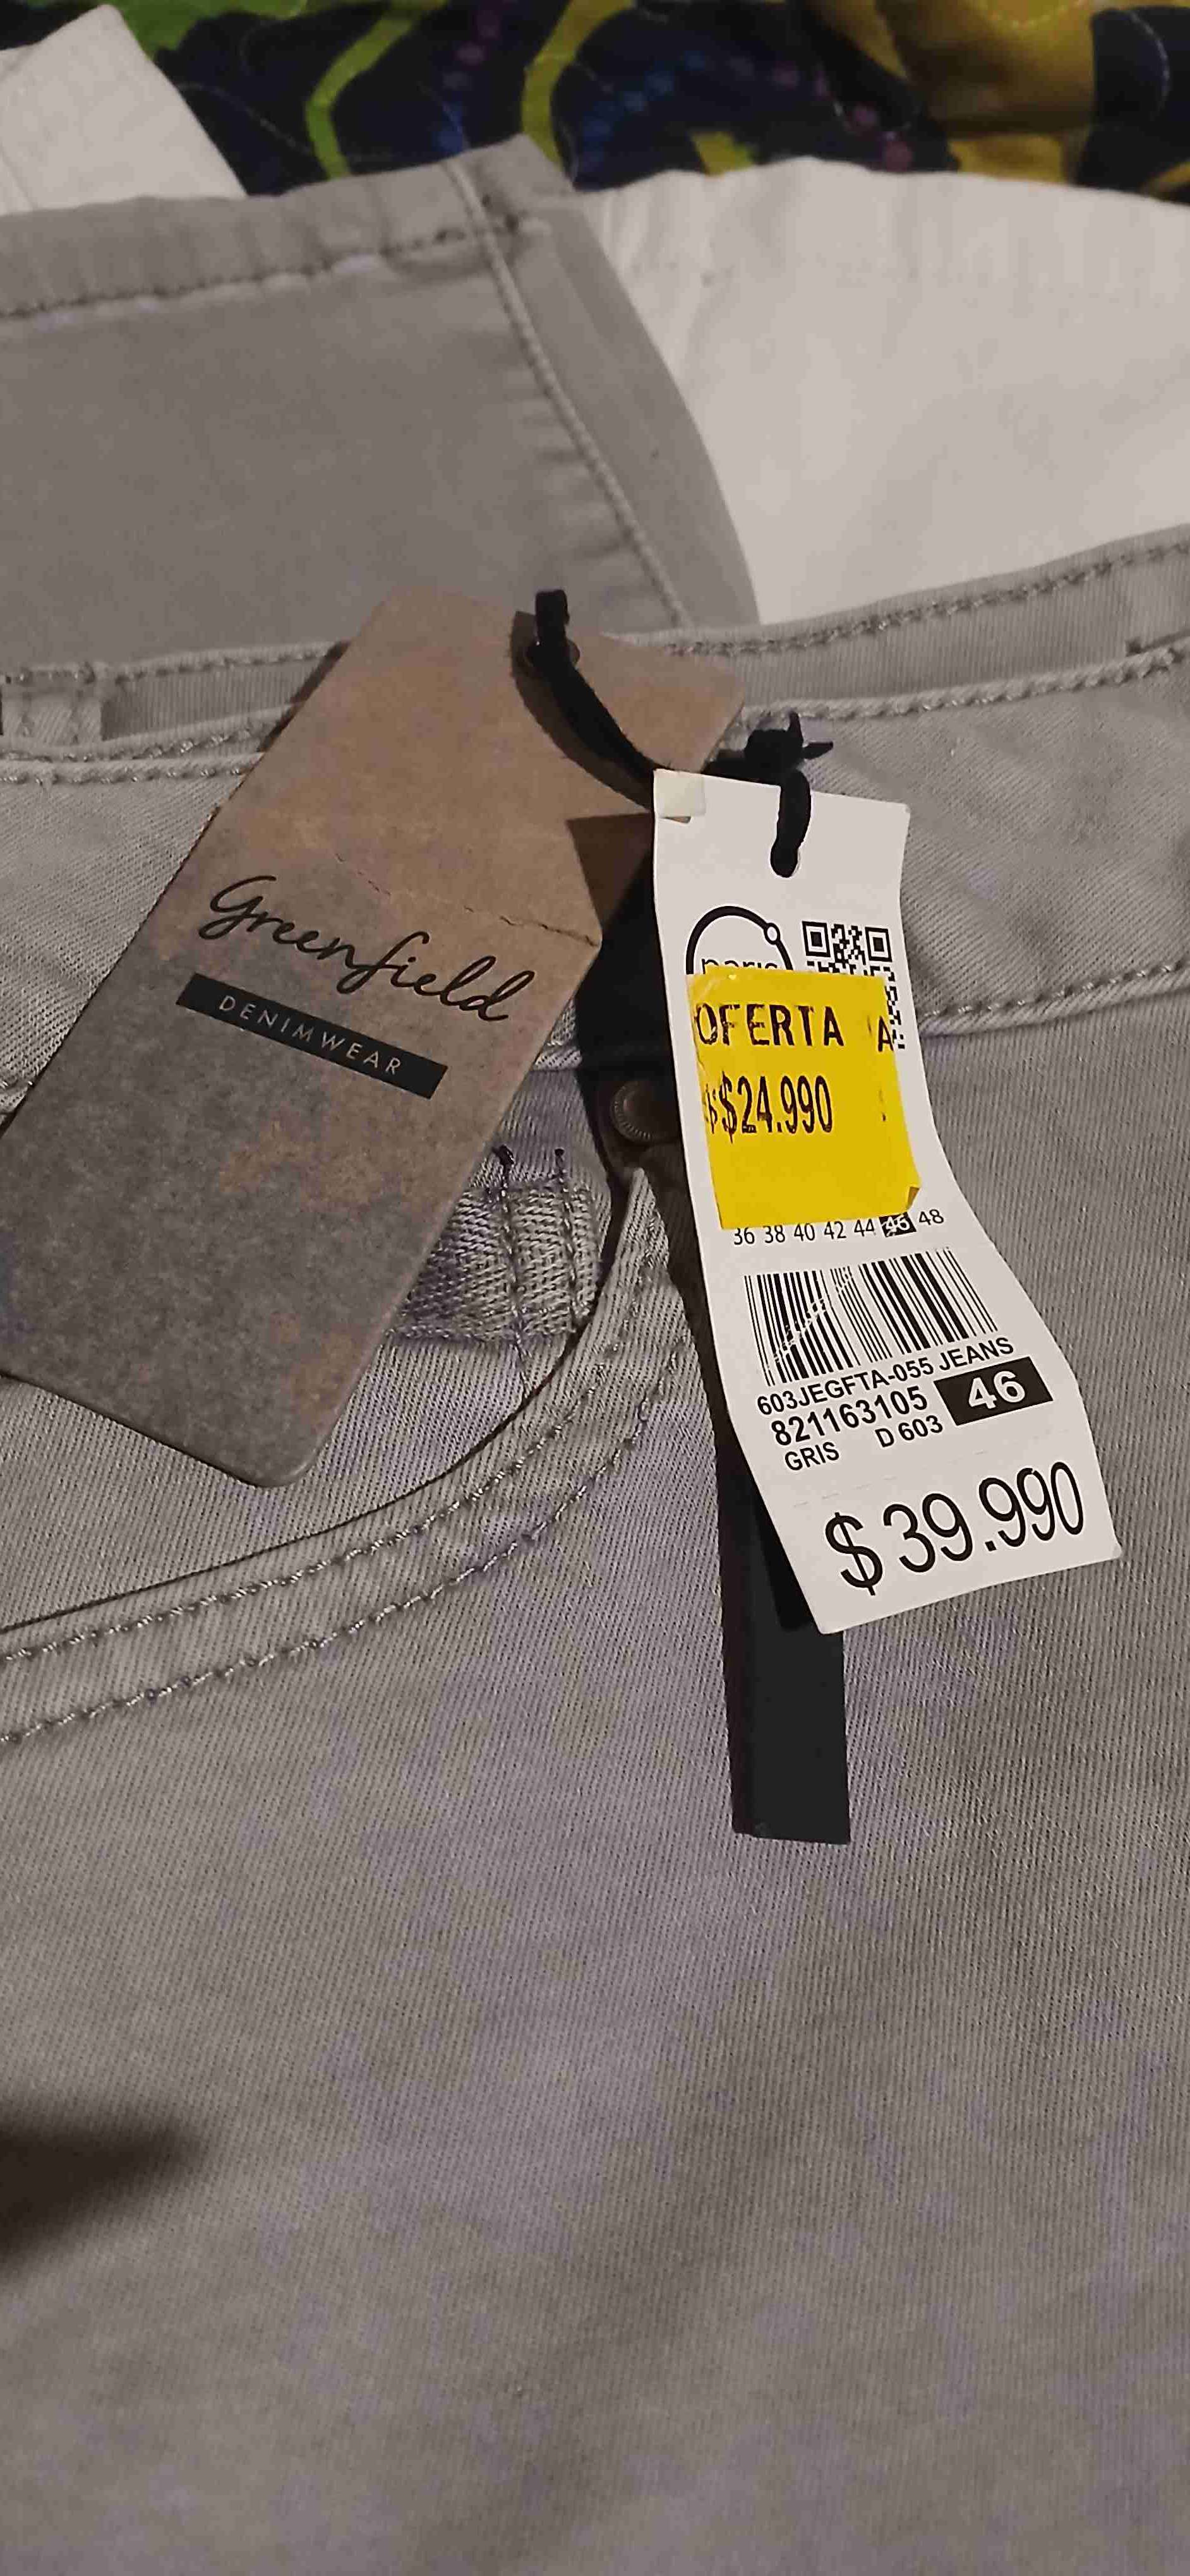 Greenfield
DENIMWEAR
paris
OFERTA A
$$24.990
36 38 40 42 44 46 48
603JEGFTA-055 JEANS
821163105 46
GRIS D 603
$ 39.990